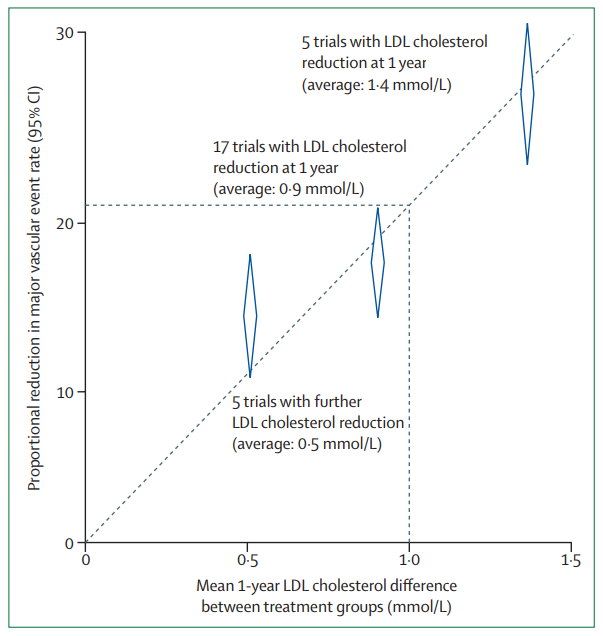 Proportional reduction in major vascular event rate (95% CI)
30
20
10
0
5 trials with LDL cholesterol
reduction at 1 year
(average: 1·4 mmol/L)
17 trials with LDL cholesterol
reduction at 1 year
(average: 0·9 mmol/L)
5 trials with further
LDL cholesterol reduction
(average: 0·5 mmol/L)
0
0·5
1·0
1·5
Mean 1-year LDL cholesterol difference
between treatment groups (mmol/L)